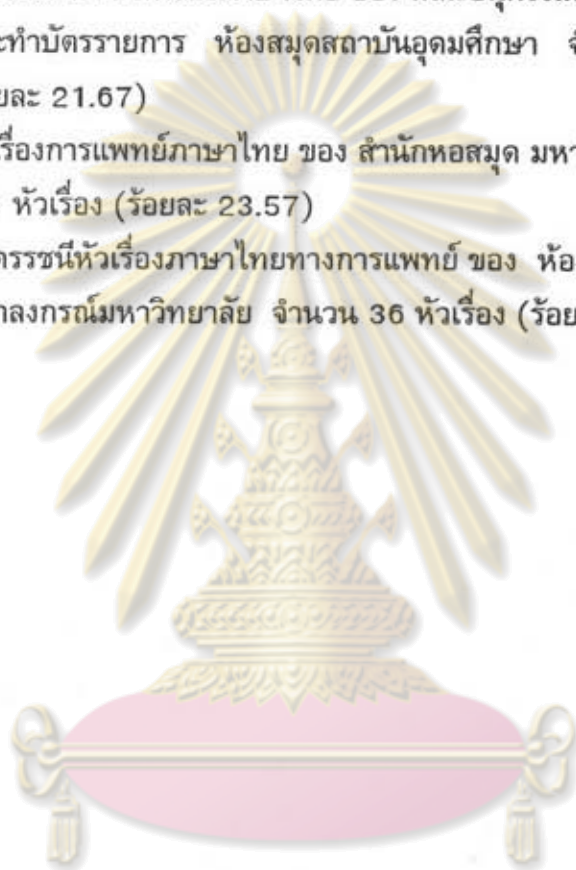 ะทำบัตรรายการ ห้องสมุดสถาบันอุดมศึกษา
ยละ 21.67)
รื่องการแพทย์ภาษาไทย ของ สำนักหอสมุด มหา
หัวเรื่อง (ร้อยละ 23.57)
ดรรชนีหัวเรื่องภาษาไทยทางการแพทย์ ของ ห้อง
าลงกรณ์มหาวิทยาลัย จำนวน 36 หัวเรื่อง (ร้อย